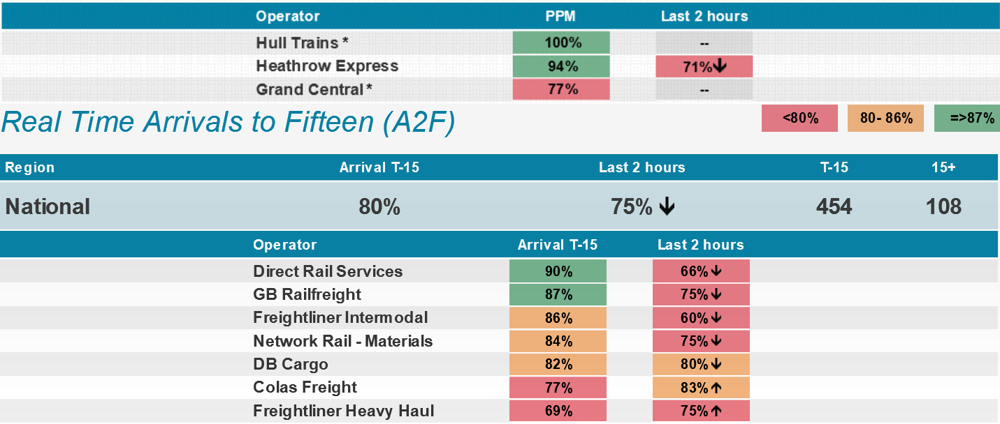 Operator PPM Last 2 hours
Hull Trains * 100% --
Heathrow Express 94% 71%↓
Grand Central * 77% --
Real Time Arrivals to Fifteen (A2F) <80% 80- 86% =>87%
Region Arrival T-15 Last 2 hours T-15 15+
National 80% 75% ↓ 454 108
Operator Arrival T-15 Last 2 hours
Direct Rail Services 90% 66%↓
GB Railfreight 87% 75%↓
Freightliner Intermodal 86% 60%↓
Network Rail - Materials 84% 75%↓
DB Cargo 82% 80%↓
Colas Freight 77% 83%↑
Freightliner Heavy Haul 69% 75%↑